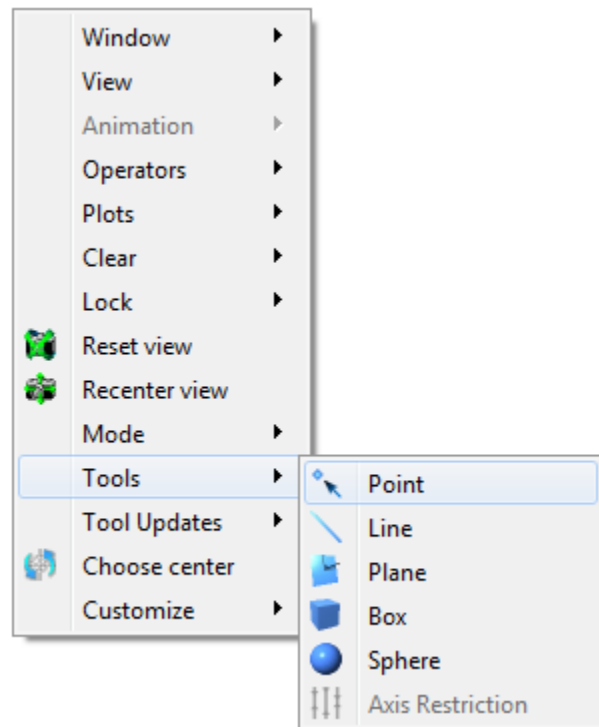 Window
View
Animation
Operators
Plots
Clear
Lock
Reset view
Recenter view
Mode
Tools
Tool Updates
Choose center
Customize
Point
Line
Plane
Box
Sphere
Axis Restriction